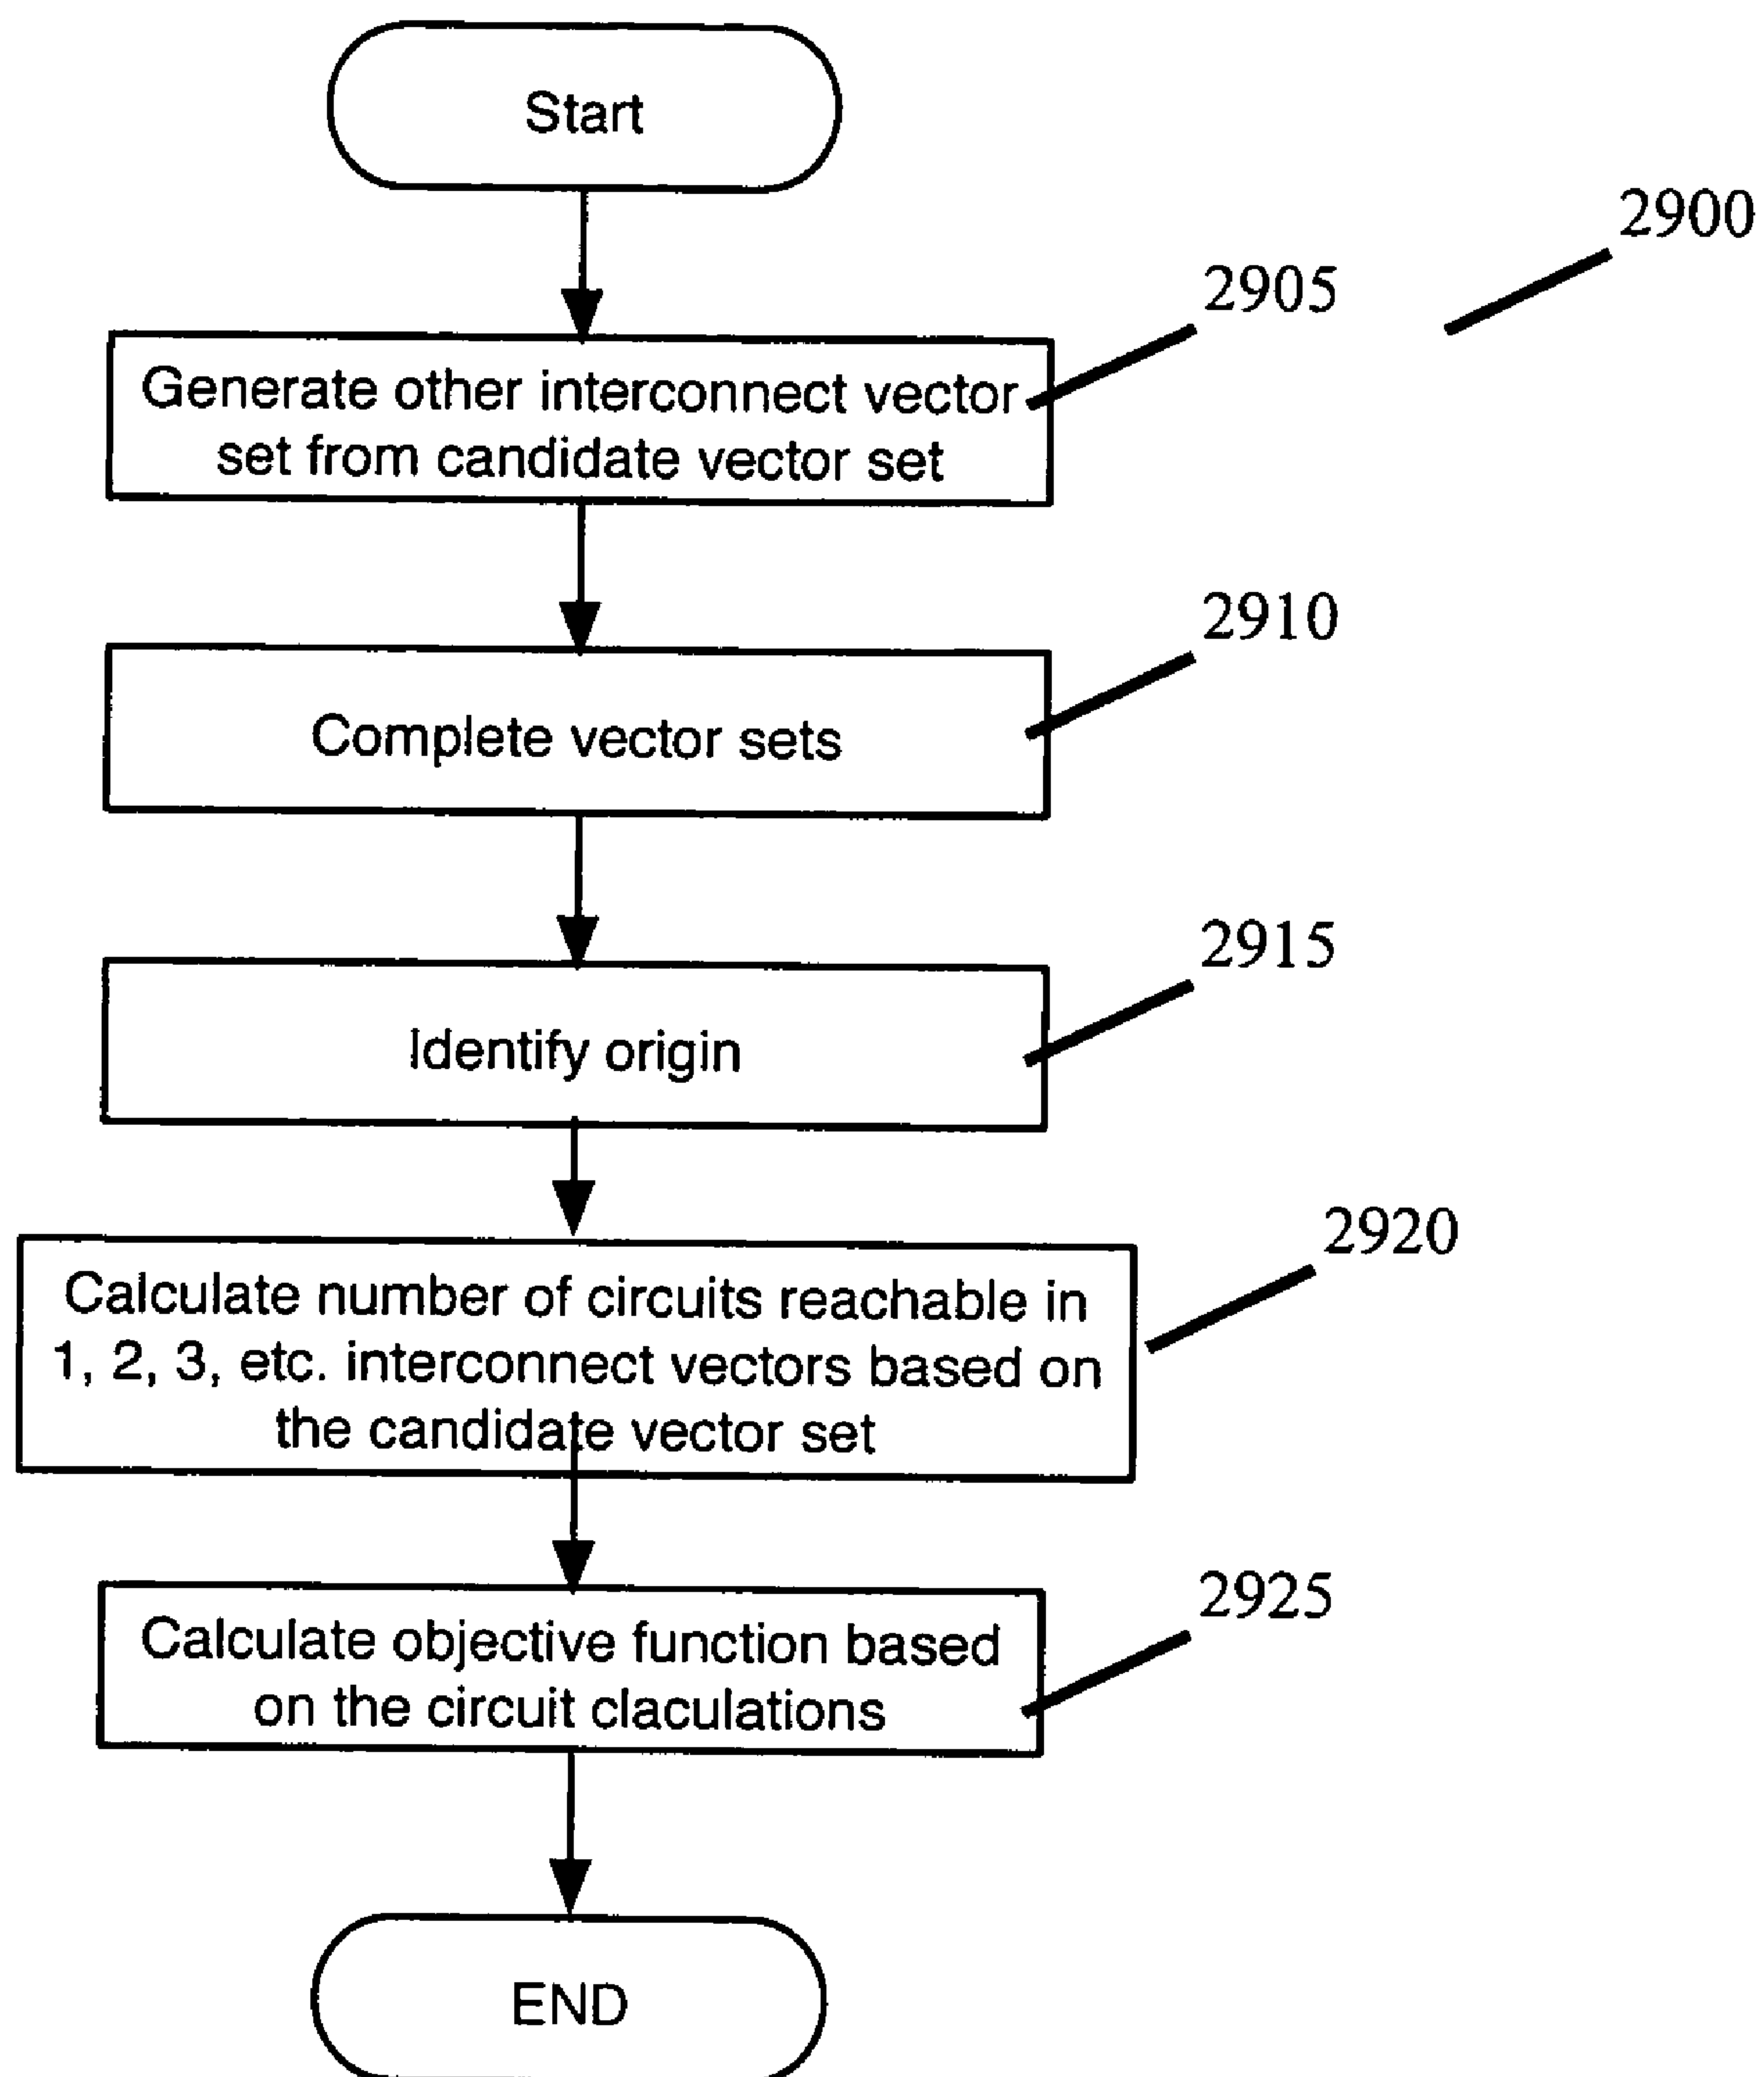 Start
2900
2905
Generate other interconnect vector
set from candidate vector set
2910
Complete vector sets
2915
Identify origin
2920
Calculate number of circuits reachable in
1, 2, 3, etc. interconnect vectors based on
the candidate vector set
2925
Calculate objective function based
on the circuit claculations
END